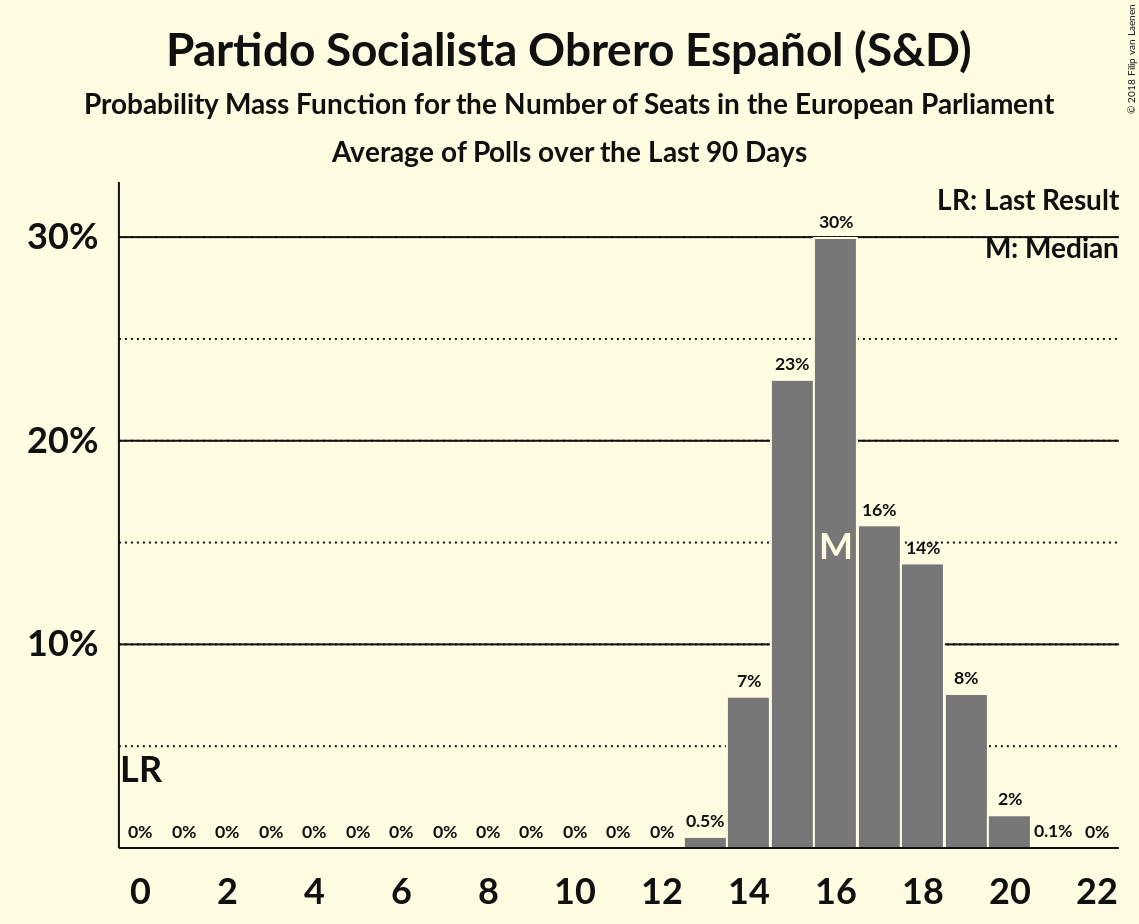 Partido Socialista Obrero Español (S&D)
Probability Mass Function for the Number of Seats in the European Parliament
Average of Polls over the Last 90 Days
© 2018 Filip van Laenen
LR: Last Result
M: Median
30%
20%
10%
30%
23%
16%
14%
7%
8%
2%
0.5%
0.1%
M
LR
0% 0% 0% 0% 0% 0% 0% 0% 0% 0% 0% 0% 0% 0%
0 2 4 6 8 10 12 14 16 18 20 22